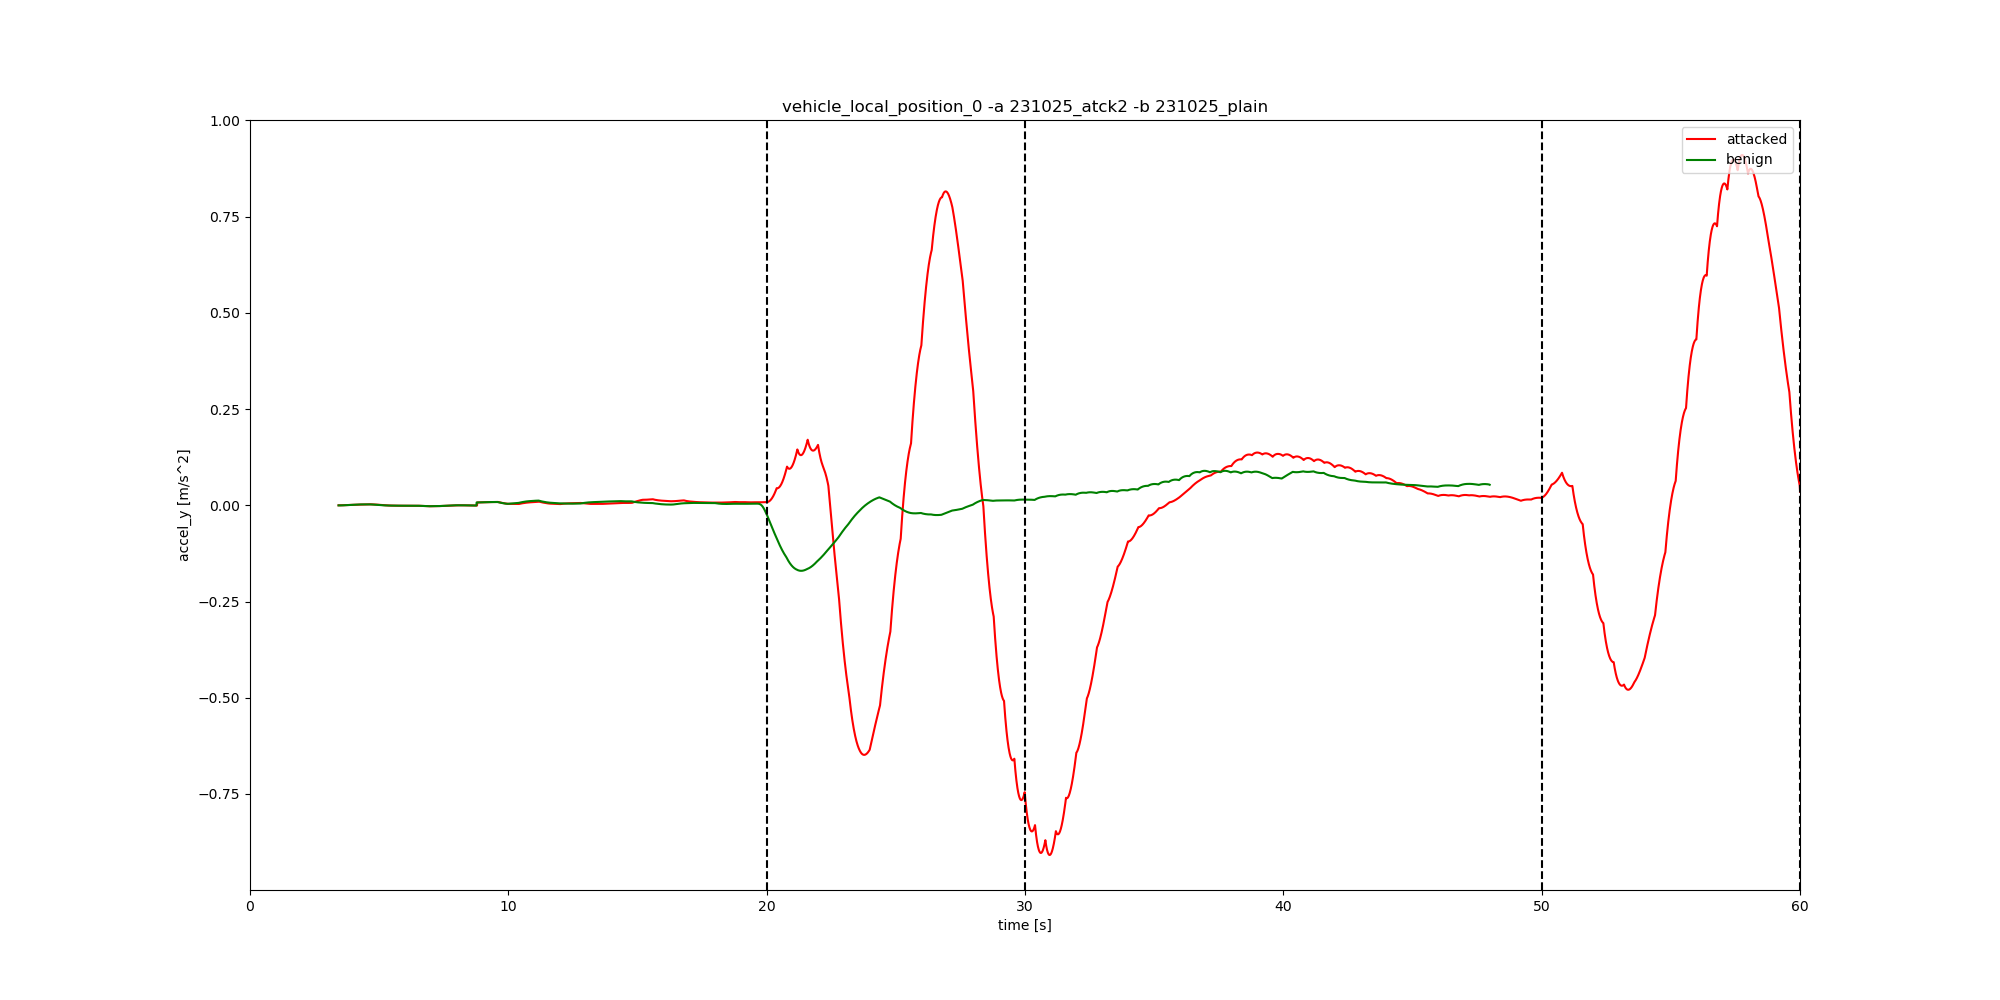 vehicle_local_position_0 -a 231025_atck2 -b 231025_plain
attacked
benign
1.00
0.75
0.50
0.25
0.00
−0.25
−0.50
−0.75
accel_y [m/s^2]
0 10 20 30 40 50 60
time [s]